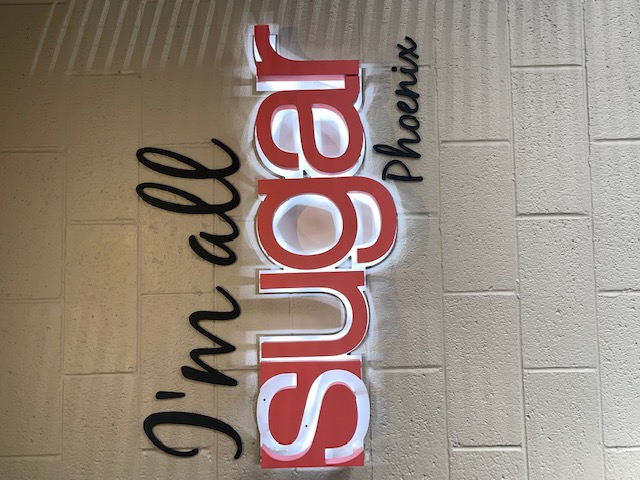 I'm all
sugar
Phoenix